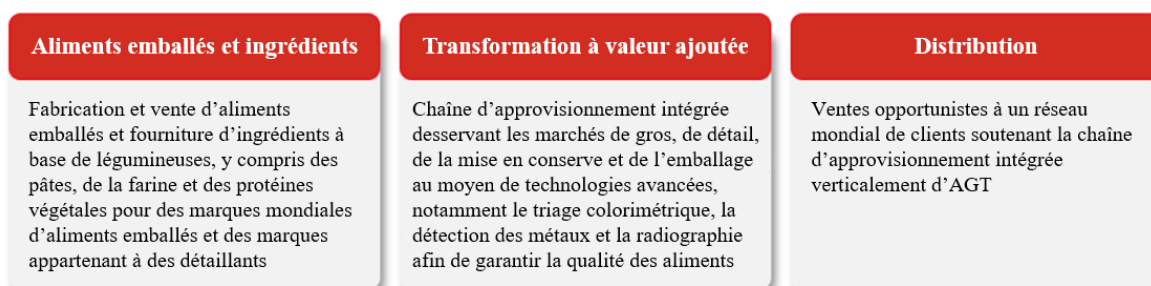 Aliments emballés et ingrédients
Fabrication et vente d’aliments
emballés et fourniture d’ingrédients à
base de légumineuses, y compris des
pâtes, de la farine et des protéines
végétales pour des marques mondiales
d’aliments emballés et des marques
appartenant à des détaillants
Transformation à valeur ajoutée
Chaîne d’approvisionnement intégrée
desservant les marchés de gros, de détail,
de la mise en conserve et de l’emballage
au moyen de technologies avancées,
notamment le triage colorimétrique, la
détection des métaux et la radiographie
afin de garantir la qualité des aliments
Distribution
Ventes opportunistes à un réseau
mondial de clients soutenant la chaîne
d’approvisionnement intégrée
verticalement d’AGT